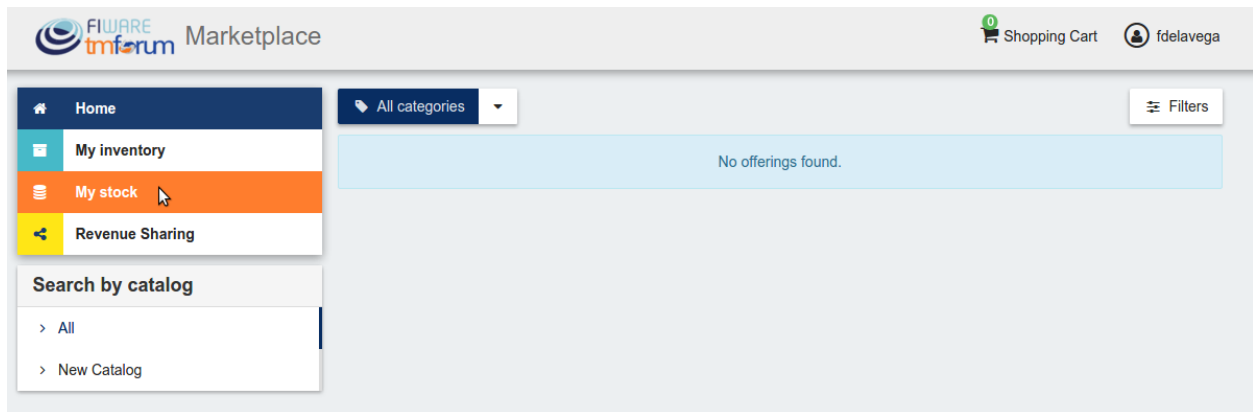 FIWARE
tmforum
Marketplace
0
Shopping Cart
fdelavega
Home
My inventory
My stock
Revenue Sharing
Search by catalog
All
New Catalog
All categories
Filters
No offerings found.